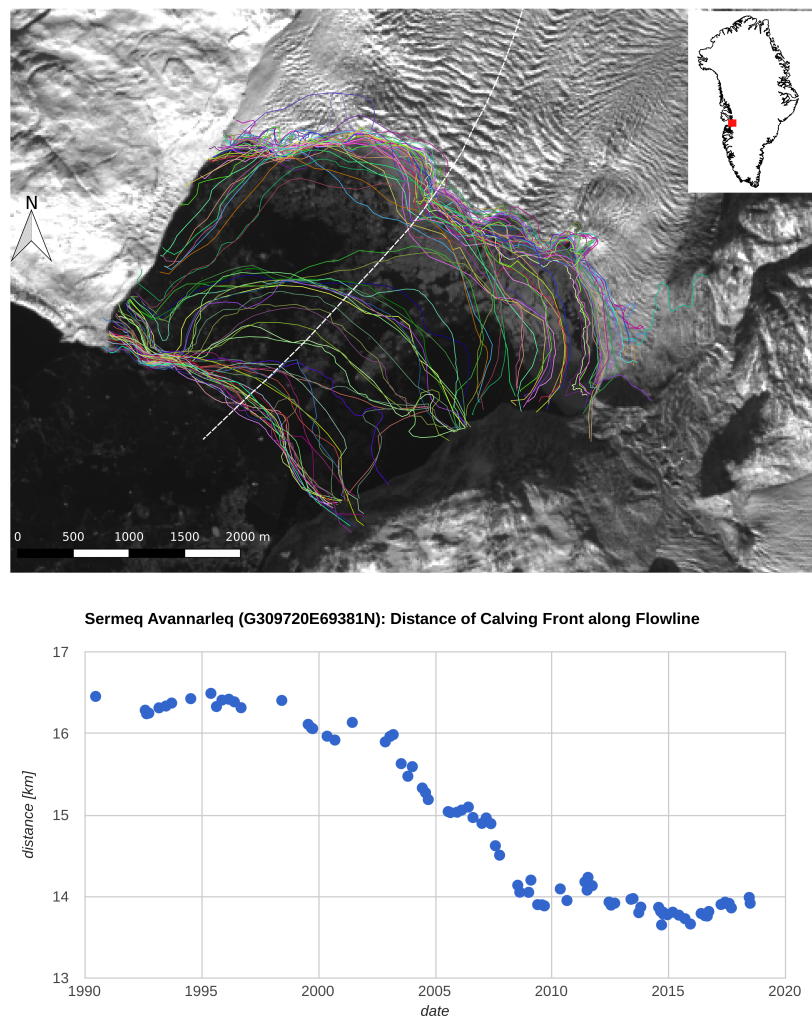 N
0 500 1000 1500 2000 m
Sermeq Avannarleq (G309720E69381N): Distance of Calving Front along Flowline
17
16
15
14
13
distance [km]
1990 1995 2000 2005 2010 2015 2020
date